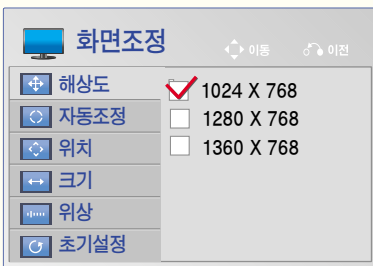 화면조정
이동 이전
해상도
자동조정
위치
크기
위상
초기설정
1024 X 768
1280 X 768
1360 X 768